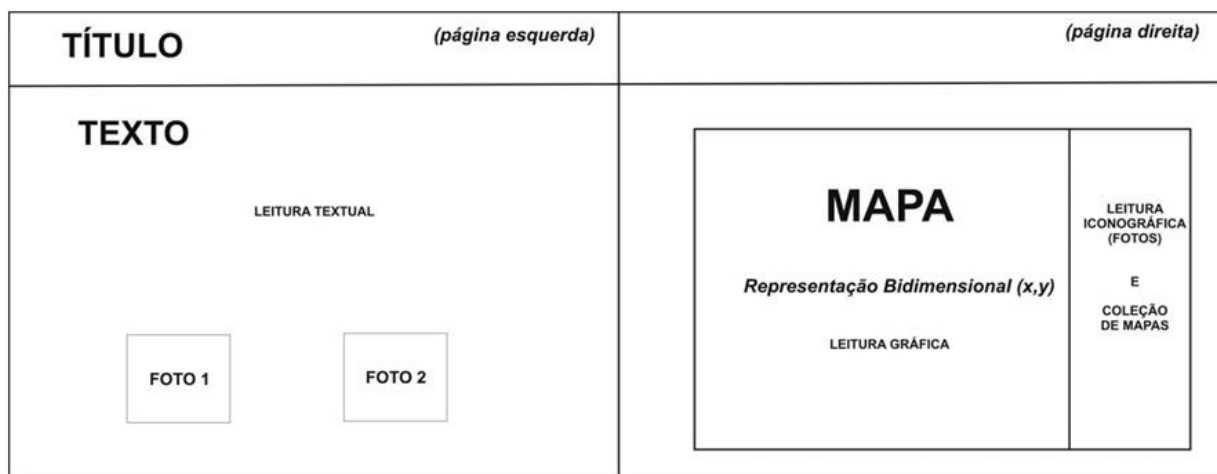 TÍTULO
(página esquerda)
(página direita)
TEXTO
LEITURA TEXTUAL
FOTO 1
FOTO 2
MAPA
Representação Bidimensional (x,y)
LEITURA GRÁFICA
LEITURA
ICONOGRÁFICA
(FOTOS)
E
COLEÇÃO
DE MAPAS